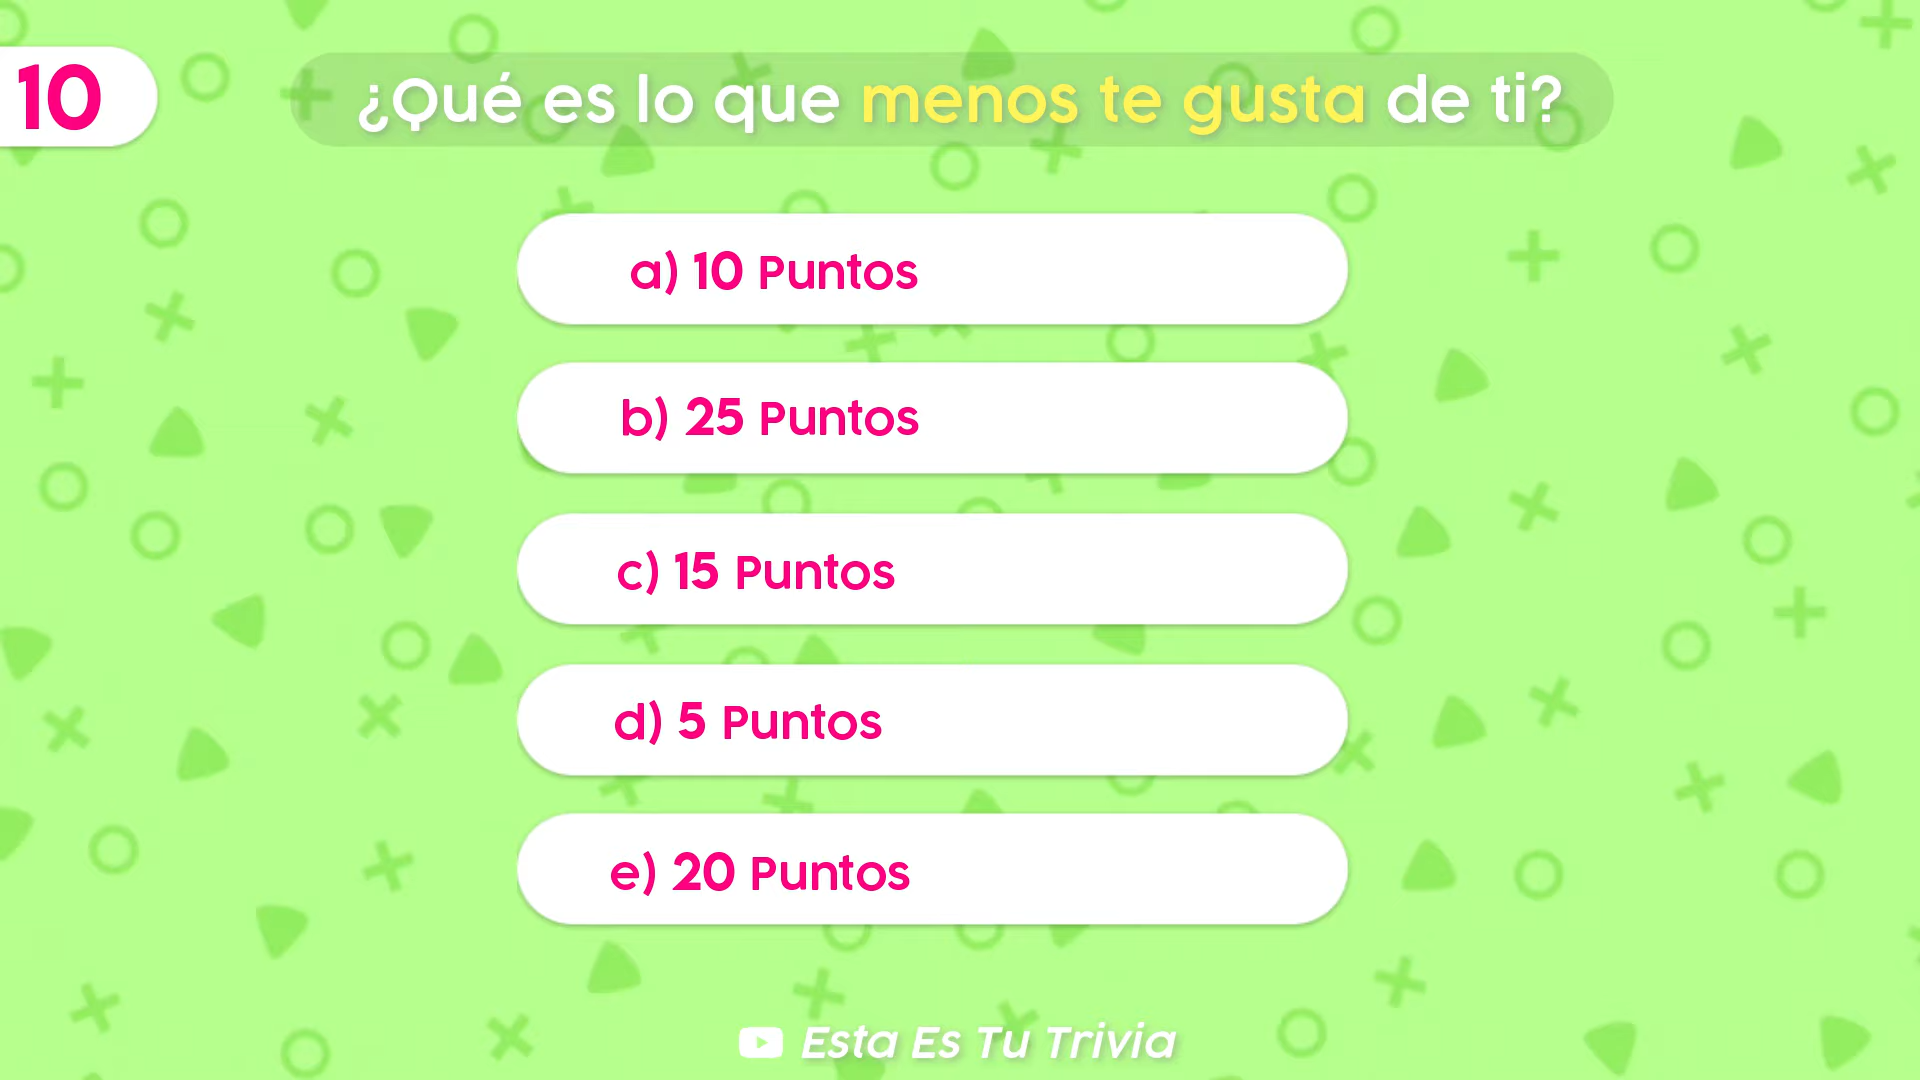 10
¿Qué es lo que menos te gusta de ti?
a) 10 Puntos
b) 25 Puntos
c) 15 Puntos
d) 5 Puntos
e) 20 Puntos
Esta Es Tu Trivia